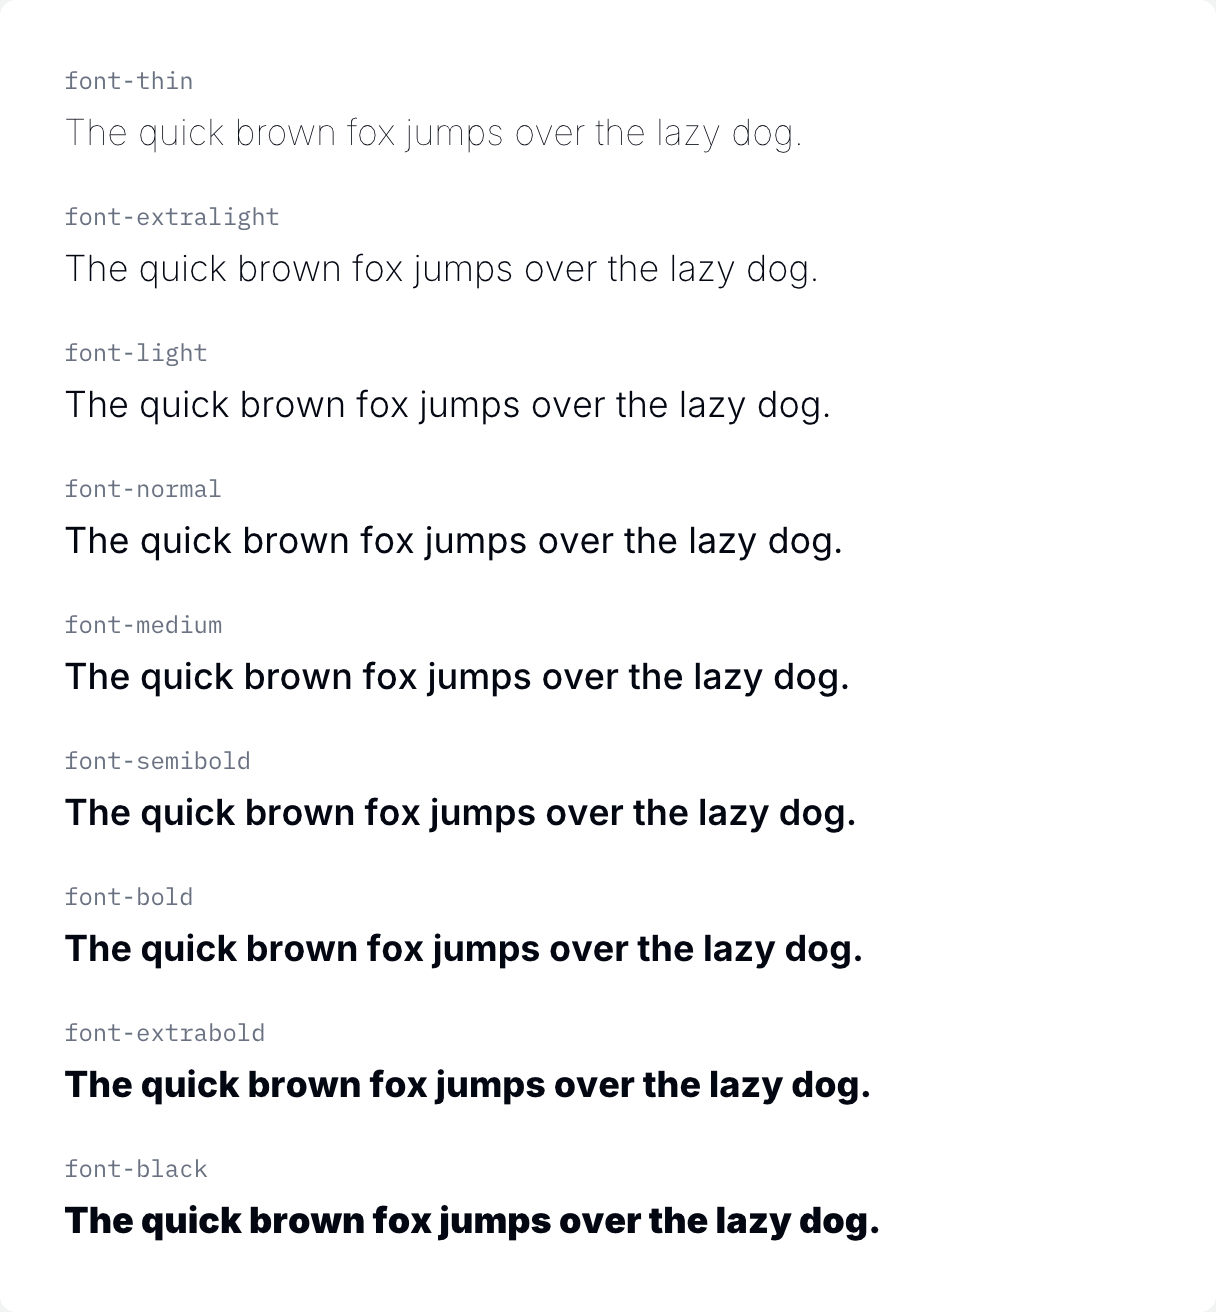 font-thin
The quick brown fox jumps over the lazy dog.
font-extralight
The quick brown fox jumps over the lazy dog.
font-light
The quick brown fox jumps over the lazy dog.
font-normal
The quick brown fox jumps over the lazy dog.
font-medium
The quick brown fox jumps over the lazy dog.
font-semibold
The quick brown fox jumps over the lazy dog.
font-bold
The quick brown fox jumps over the lazy dog.
font-extrabold
The quick brown fox jumps over the lazy dog.
font-black
The quick brown fox jumps over the lazy dog.